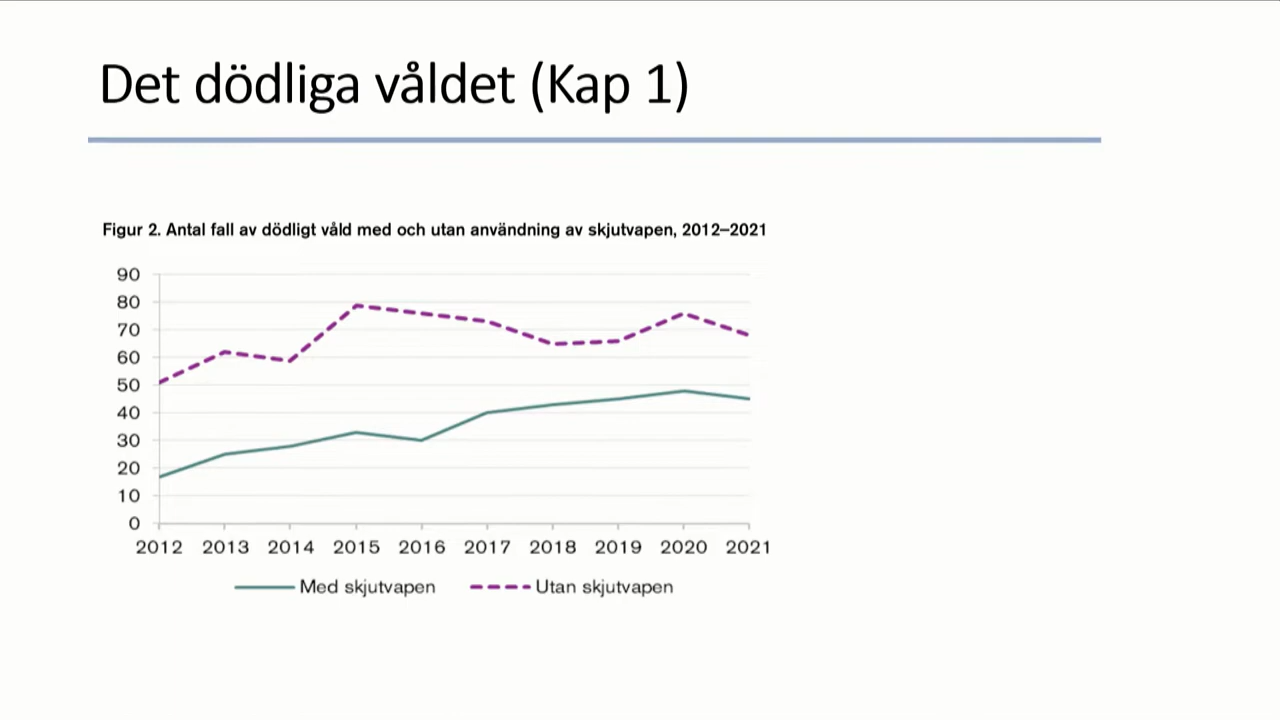 Det dödliga våldet (Kap 1)
Figur 2. Antal fall av dödligt våld med och utan användning av skjutvapen, 2012–2021
90
80
70
60
50
40
30
20
10
0
2012 2013 2014 2015 2016 2017 2018 2019 2020 2021
Med skjutvapen Utan skjutvapen